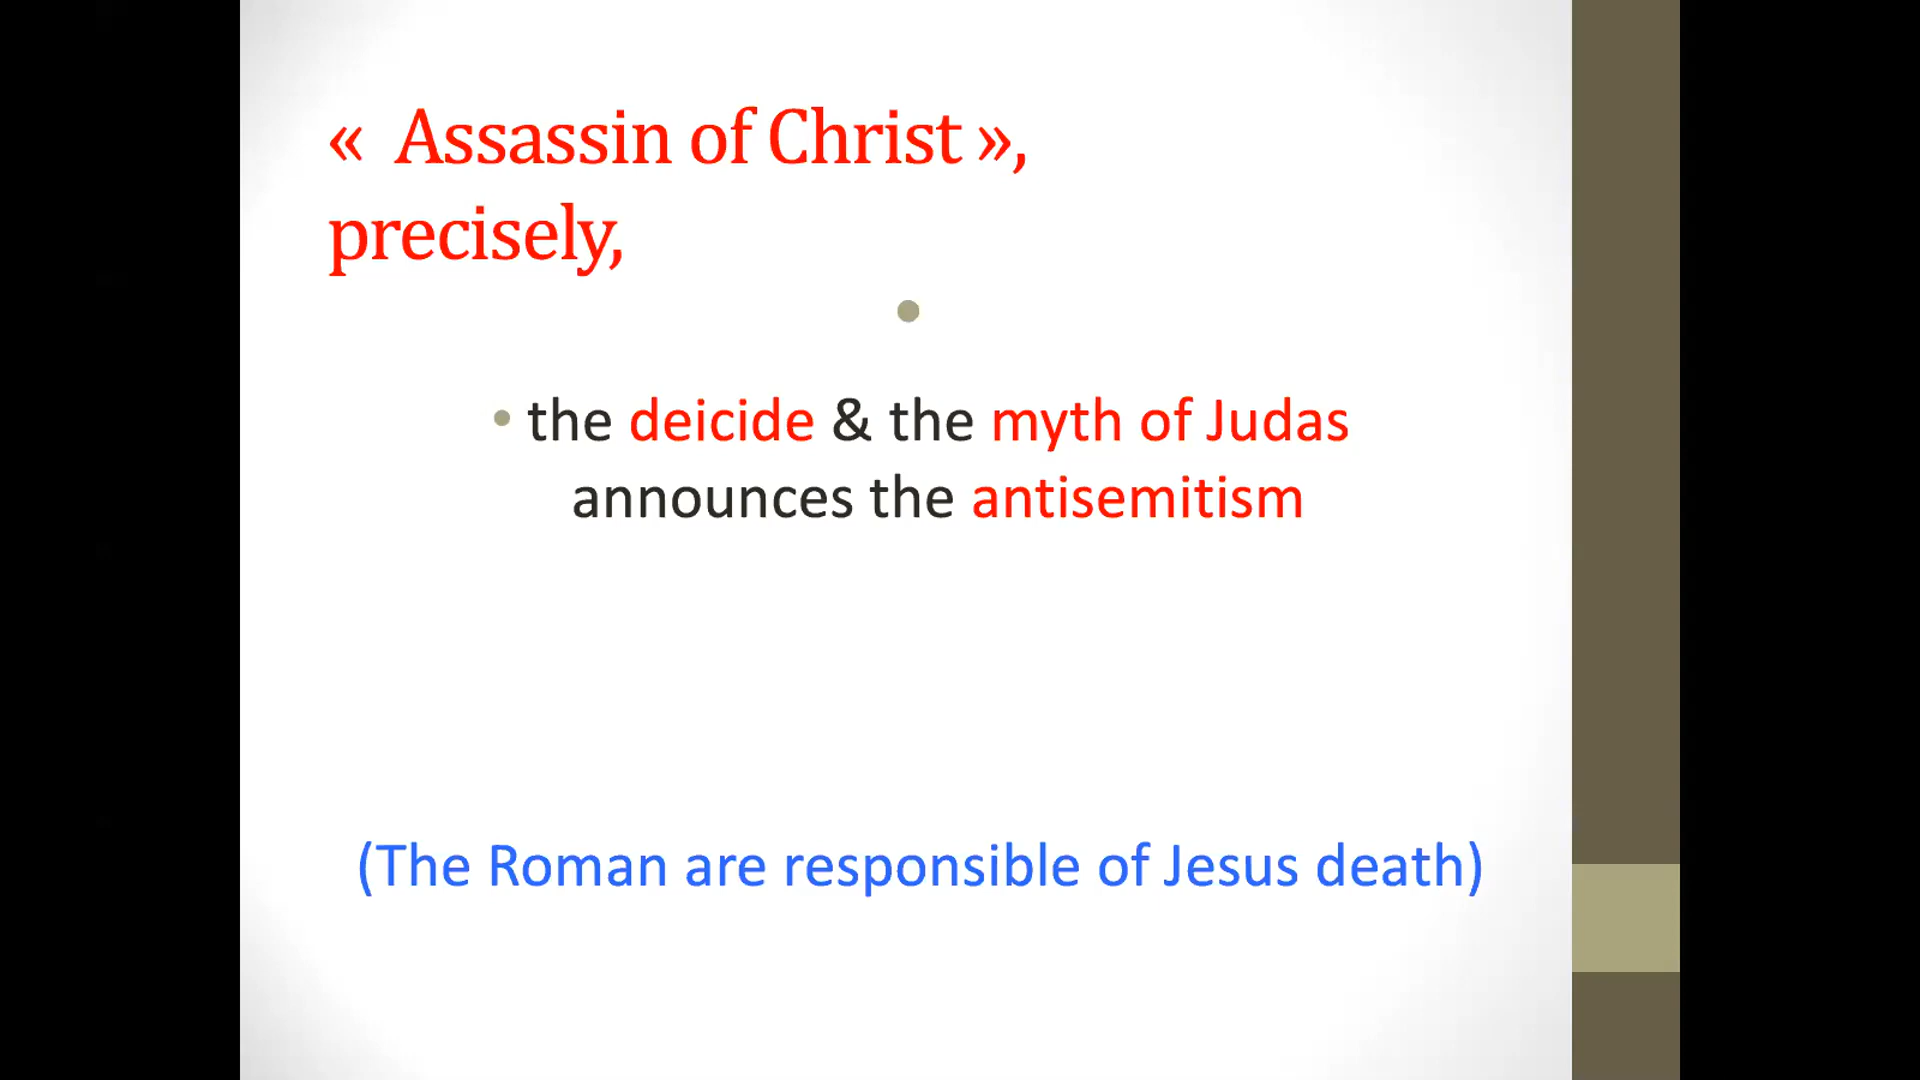 « Assassin of Christ »,
precisely,
•
• the deicide & the myth of Judas
announces the antisemitism
(The Roman are responsible of Jesus death)